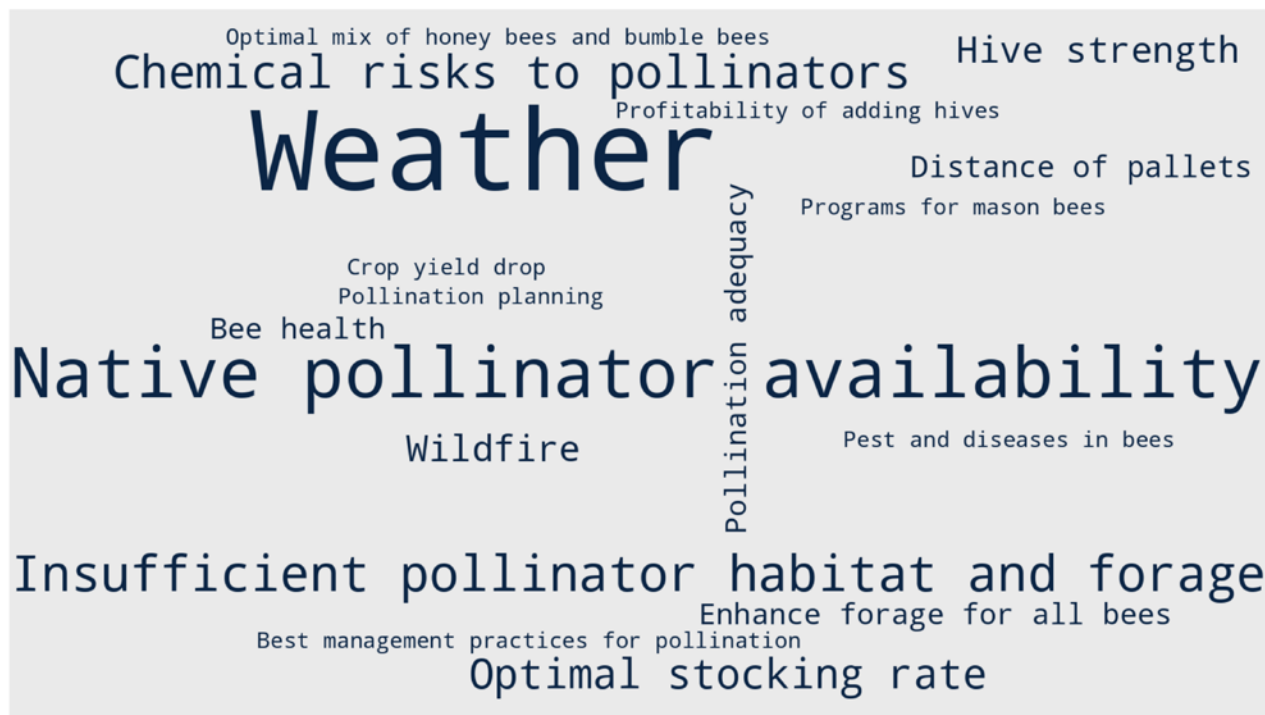 Optimal mix of honey bees and bumble bees
Hive strength
Chemical risks to pollinators
Profitability of adding hives
Weather
Distance of pallets
Programs for mason bees
Pollination adequacy
Crop yield drop
Pollination planning
Bee health
Native pollinator availability
Wildfire
Pest and diseases in bees
Insufficient pollinator habitat and forage
Enhance forage for all bees
Best management practices for pollination
Optimal stocking rate